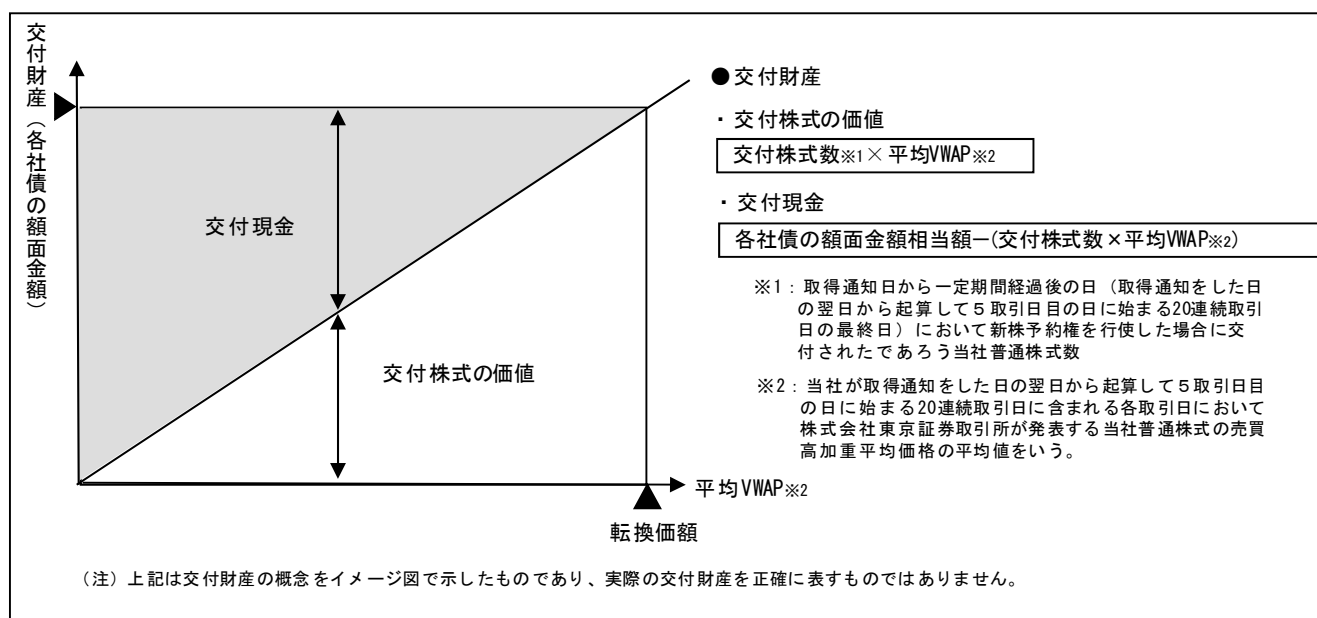 交付財産（各社債の額面金額）
●交付財産
・交付株式の価値
交付株式数※1×平均VWAP※2
・交付現金
各社債の額面金額相当額－(交付株式数×平均VWAP※2)
交付現金
交付株式の価値
※1：取得通知日から一定期間経過後の日（取得通知をした日
の翌日から起算して５取引日目の日に始まる20連続取引
日の最終日）において新株予約権を行使した場合に交
付されたであろう当社普通株式数
※2：当社が取得通知をした日の翌日から起算して５取引日目
の日に始まる20連続取引日に含まれる各取引日において
株式会社東京証券取引所が発表する当社普通株式の売買
高加重平均価格の平均値をいう。
平均VWAP※2
転換価額
（注）上記は交付財産の概念をイメージ図で示したものであり、実際の交付財産を正確に表すものではありません。